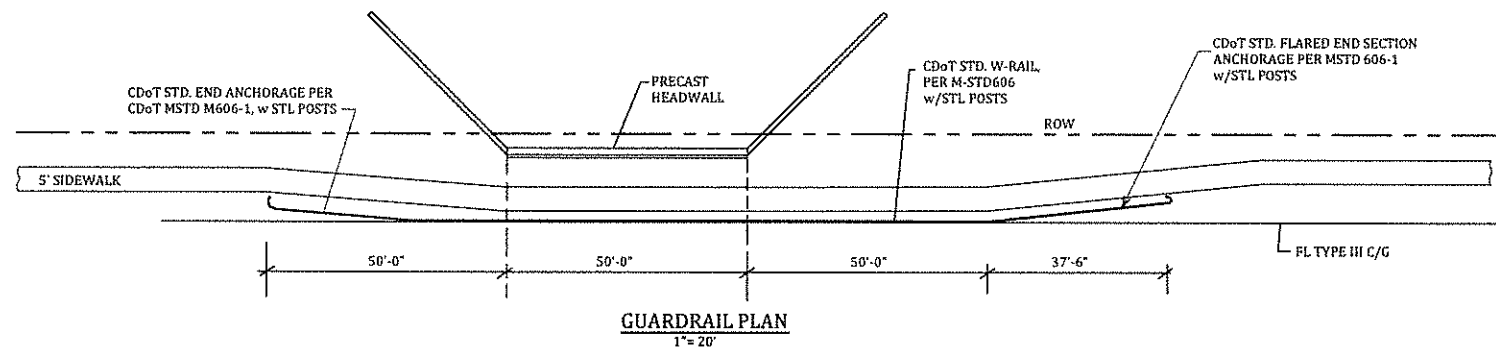 CDoT STD. END ANCHORAGE PER
CDoT MSTD M606-1, w STL POSTS
PRECAST
HEADWALL
CDoT STD. W-RAIL,
PER M-STD606
w/STL POSTS
CDoT STD. FLARED END SECTION
ANCHORAGE PER MSTD 606-1
w/STL POSTS
ROW
5' SIDEWALK
FL TYPE III C/G
50'-0"
50'-0"
50'-0"
37'-6"
GUARDRAIL PLAN
1"= 20'